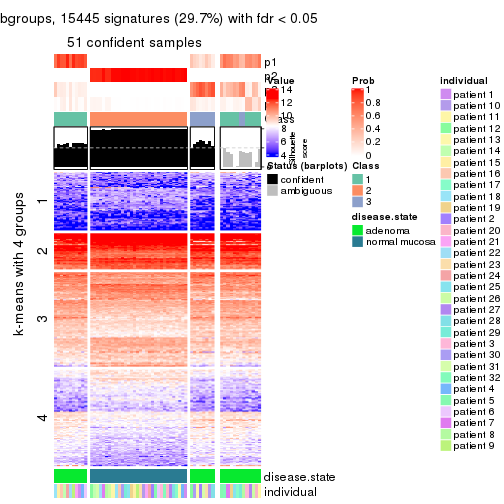 bgroups, 15445 signatures (29.7%) with fdr < 0.05
51 confident samples
p1
p2
Value
14
12
10
8
6
4
silhouette
score
Status (barplots)
confident
ambiguous
Prob
1
0.8
0.6
0.4
0.2
0
Class
1
2
3
disease.state
adenoma
normal mucosa
individual
patient 1
patient 10
patient 11
patient 12
patient 13
patient 14
patient 15
patient 16
patient 17
patient 18
patient 19
patient 2
patient 20
patient 21
patient 22
patient 23
patient 24
patient 25
patient 26
patient 27
patient 28
patient 29
patient 3
patient 30
patient 31
patient 32
patient 4
patient 5
patient 6
patient 7
patient 8
patient 9
k-means with 4 groups
1
2
3
4
disease.state
individual